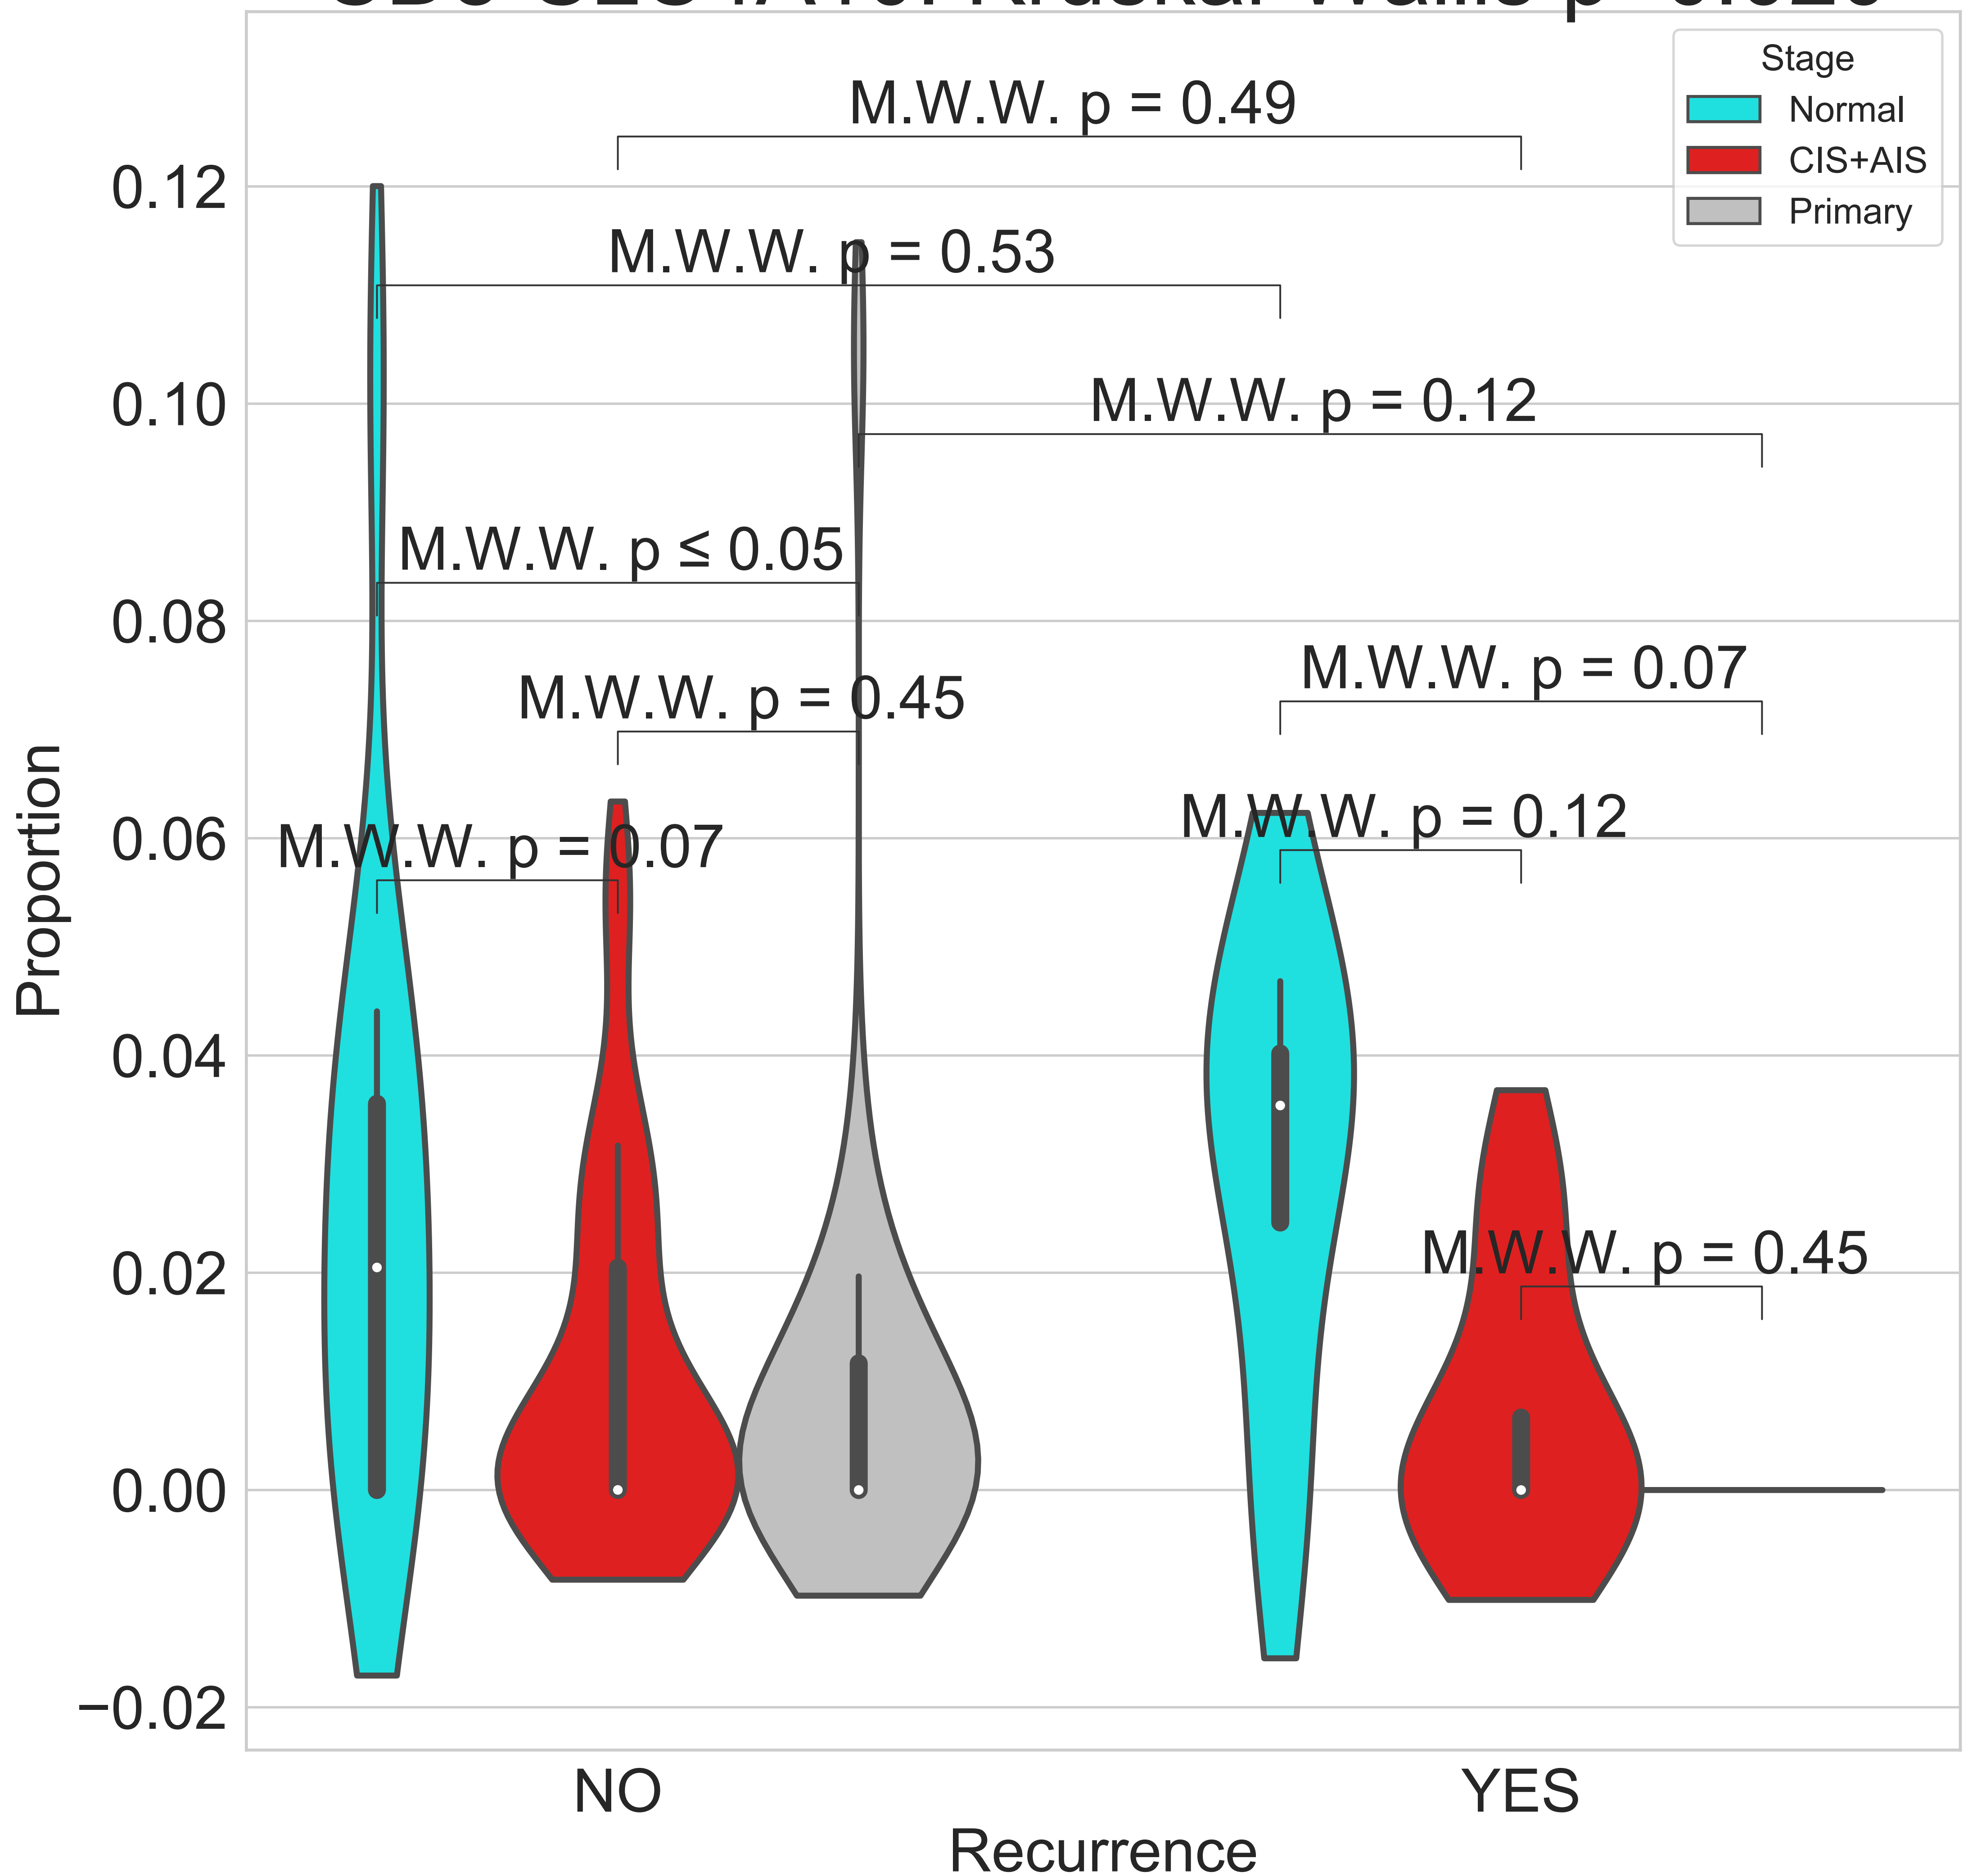 Stage
Normal
CIS+AIS
Primary
M.W.W. p = 0.49
M.W.W. p = 0.53
M.W.W. p = 0.12
M.W.W. p ≤ 0.05
M.W.W. p = 0.07
M.W.W. p = 0.45
M.W.W. p = 0.12
M.W.W. p = 0.07
M.W.W. p = 0.45
0.12
0.10
0.08
0.06
0.04
0.02
0.00
−0.02
Proportion
NO
YES
Recurrence